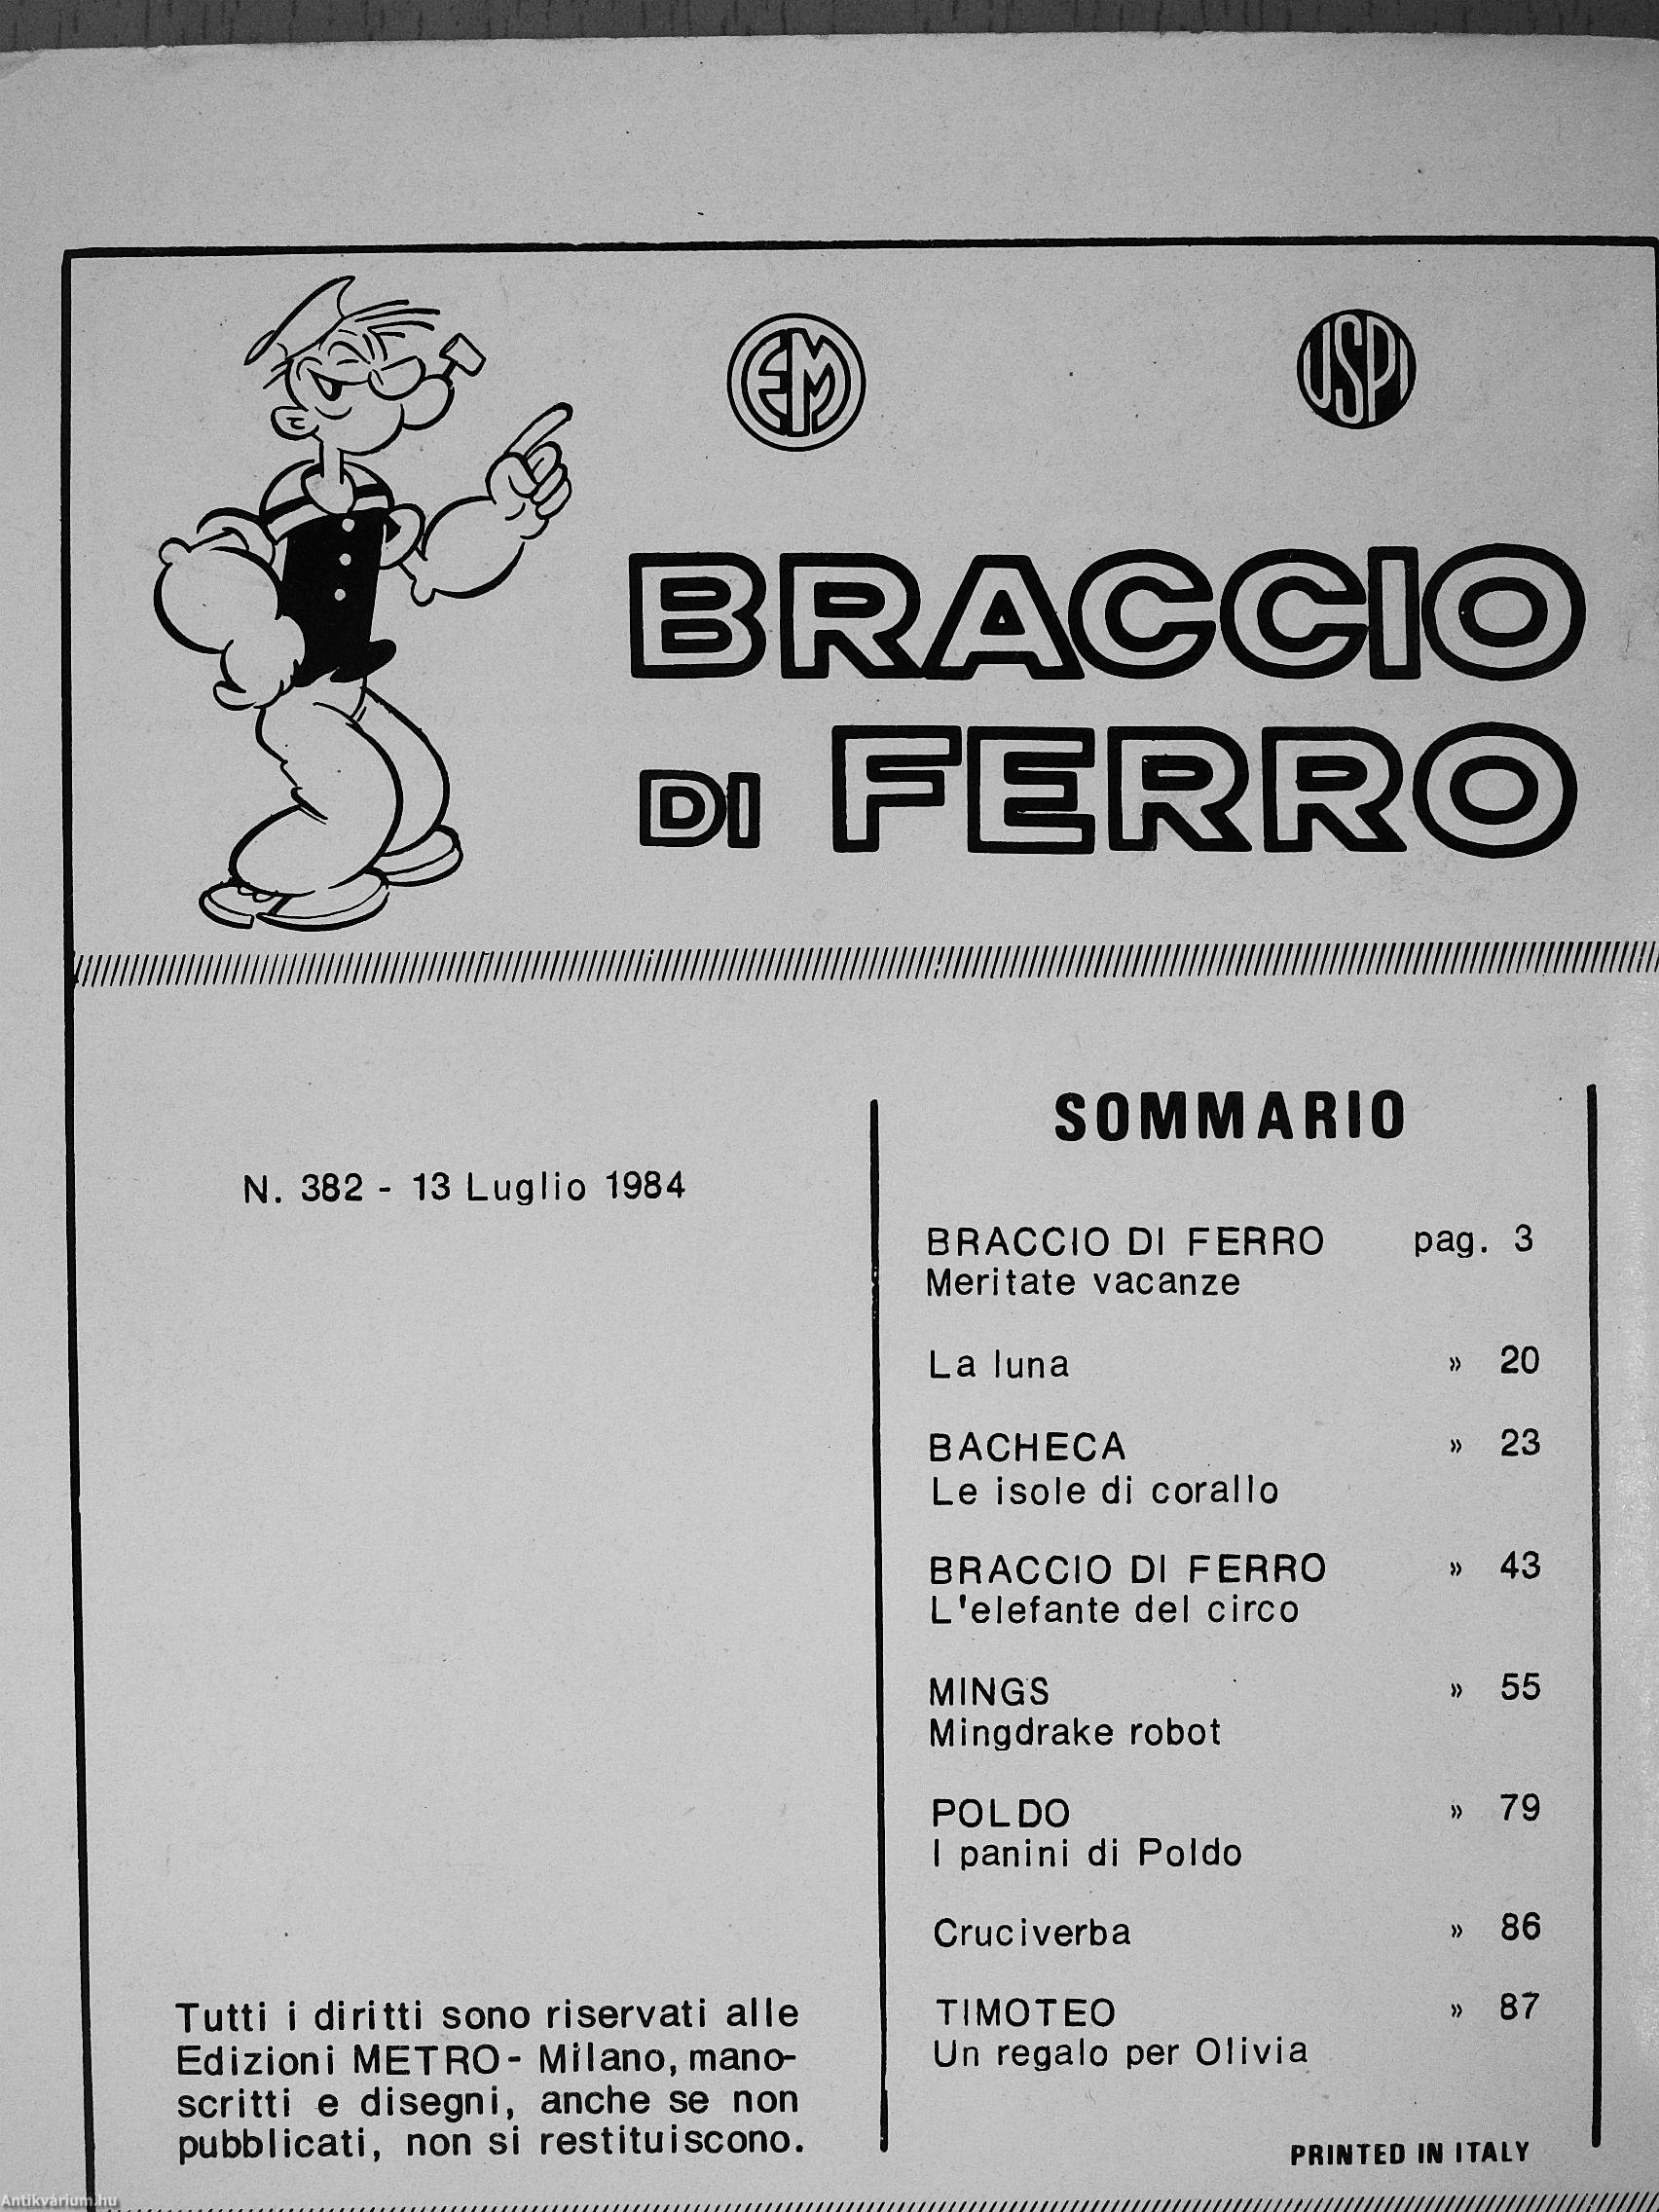 EM
USPI
BRACCIO
DI FERRO
N. 382 - 13 Luglio 1984
Tutti i diritti sono riservati alle
Edizioni METRO - Milano, mano-
scritti e disegni, anche se non
pubblicati, non si restituiscono.
SOMMARIO
BRACCIO DI FERRO pag. 3
Meritate vacanze
La luna » 20
BACHECA » 23
Le isole di corallo
BRACCIO DI FERRO » 43
L'elefante del circo
MINGS » 55
Mingdrake robot
POLDO » 79
I panini di Poldo
Cruciverba » 86
TIMOTEO » 87
Un regalo per Olivia
PRINTED IN ITALY
Antikvárium.hu